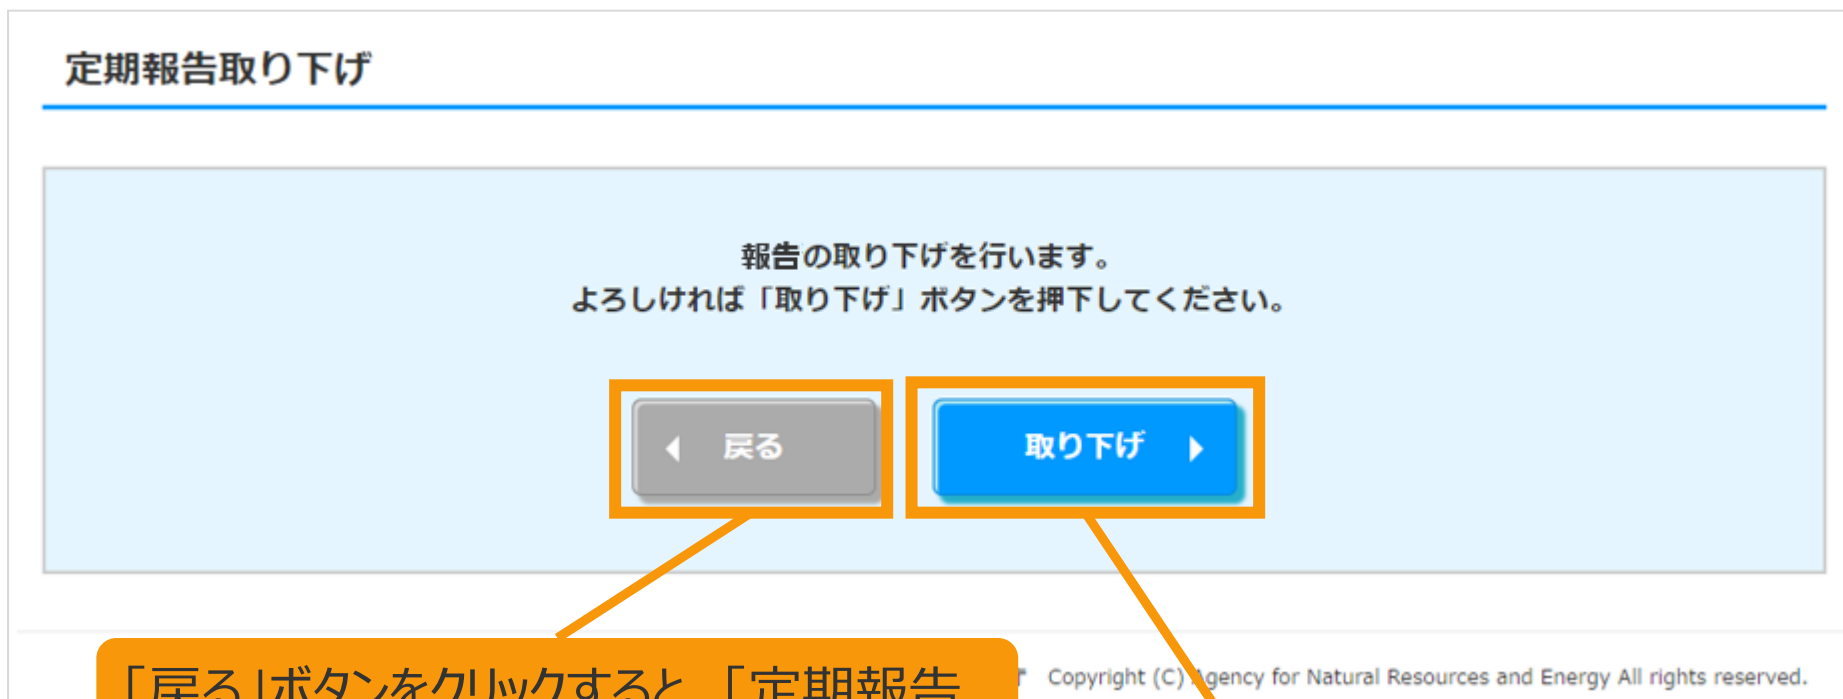 定期報告取り下げ
報告の取り下げを行います。
よろしければ「取り下げ」ボタンを押下してください。
戻る
取り下げ
「戻る」ボタンをクリックすると、「定期報告
Copyright (C) Agency for Natural Resources and Energy All rights reserved.